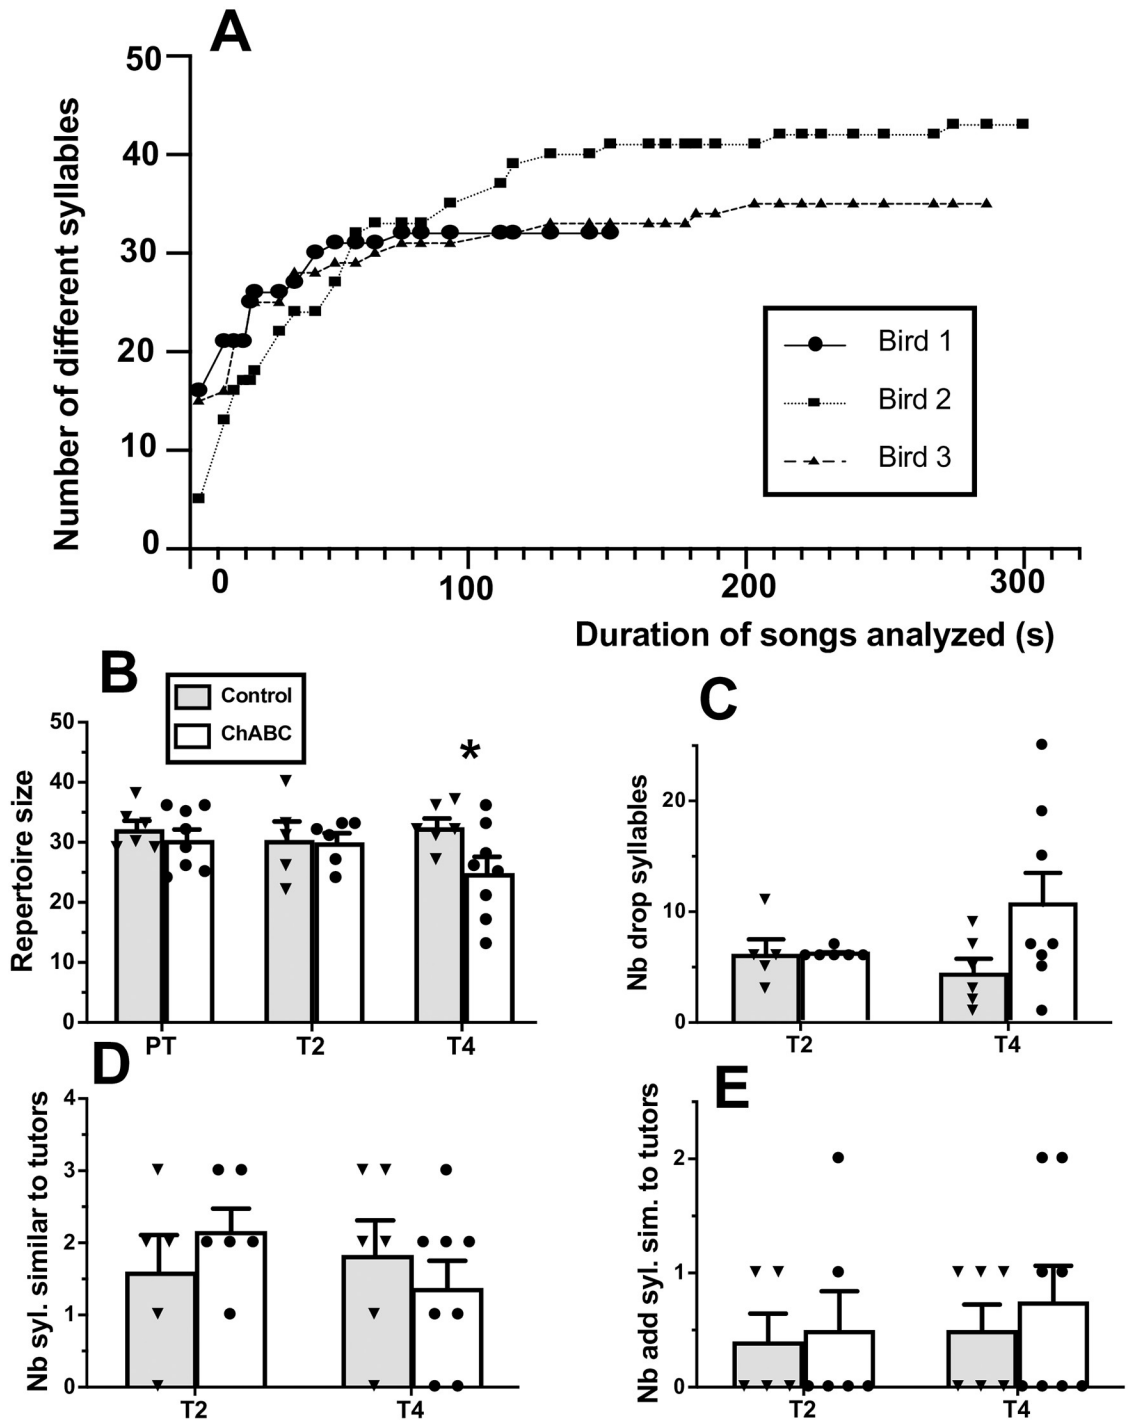 A
50
40
30
20
10
0
Number of different syllables
Bird 1
Bird 2
Bird 3
0 100 200 300
Duration of songs analyzed (s)
B
Control
ChABC
*
50
40
30
20
10
0
Repertoire size
PT T2 T4
C
20
10
0
Nb drop syllables
T2 T4
D
4
3
2
1
0
Nb syl. similar to tutors
T2 T4
E
2
1
0
Nb add syl. sim. to tutors
T2 T4